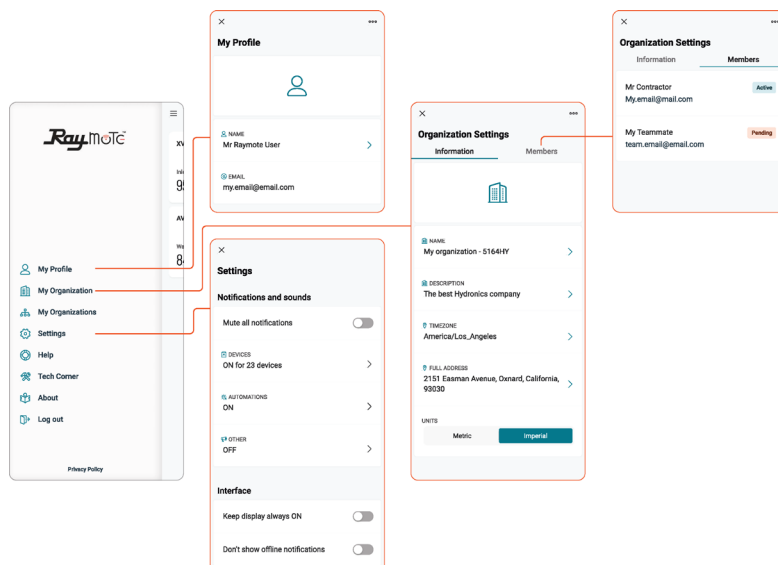 RayMoTe™
My Profile
My Organization
My Organizations
Settings
Help
Tech Corner
About
Log out
Privacy Policy
My Profile
NAME
Mr Raymote User
EMAIL
my.email@email.com
Settings
Notifications and sounds
Mute all notifications
DEVICES
ON for 23 devices
AUTOMATIONS
ON
OTHER
OFF
Interface
Keep display always ON
Don't show offline notifications
Organization Settings
Information Members
NAME
My organization - 5164HY
DESCRIPTION
The best Hydronics company
TIMEZONE
America/Los_Angeles
FULL ADDRESS
2151 Easman Avenue, Oxnard, California,
93030
UNITS
Metric Imperial
Organization Settings
Information Members
Mr Contractor Active
My.email@mail.com
My Teammate Pending
team.email@email.com